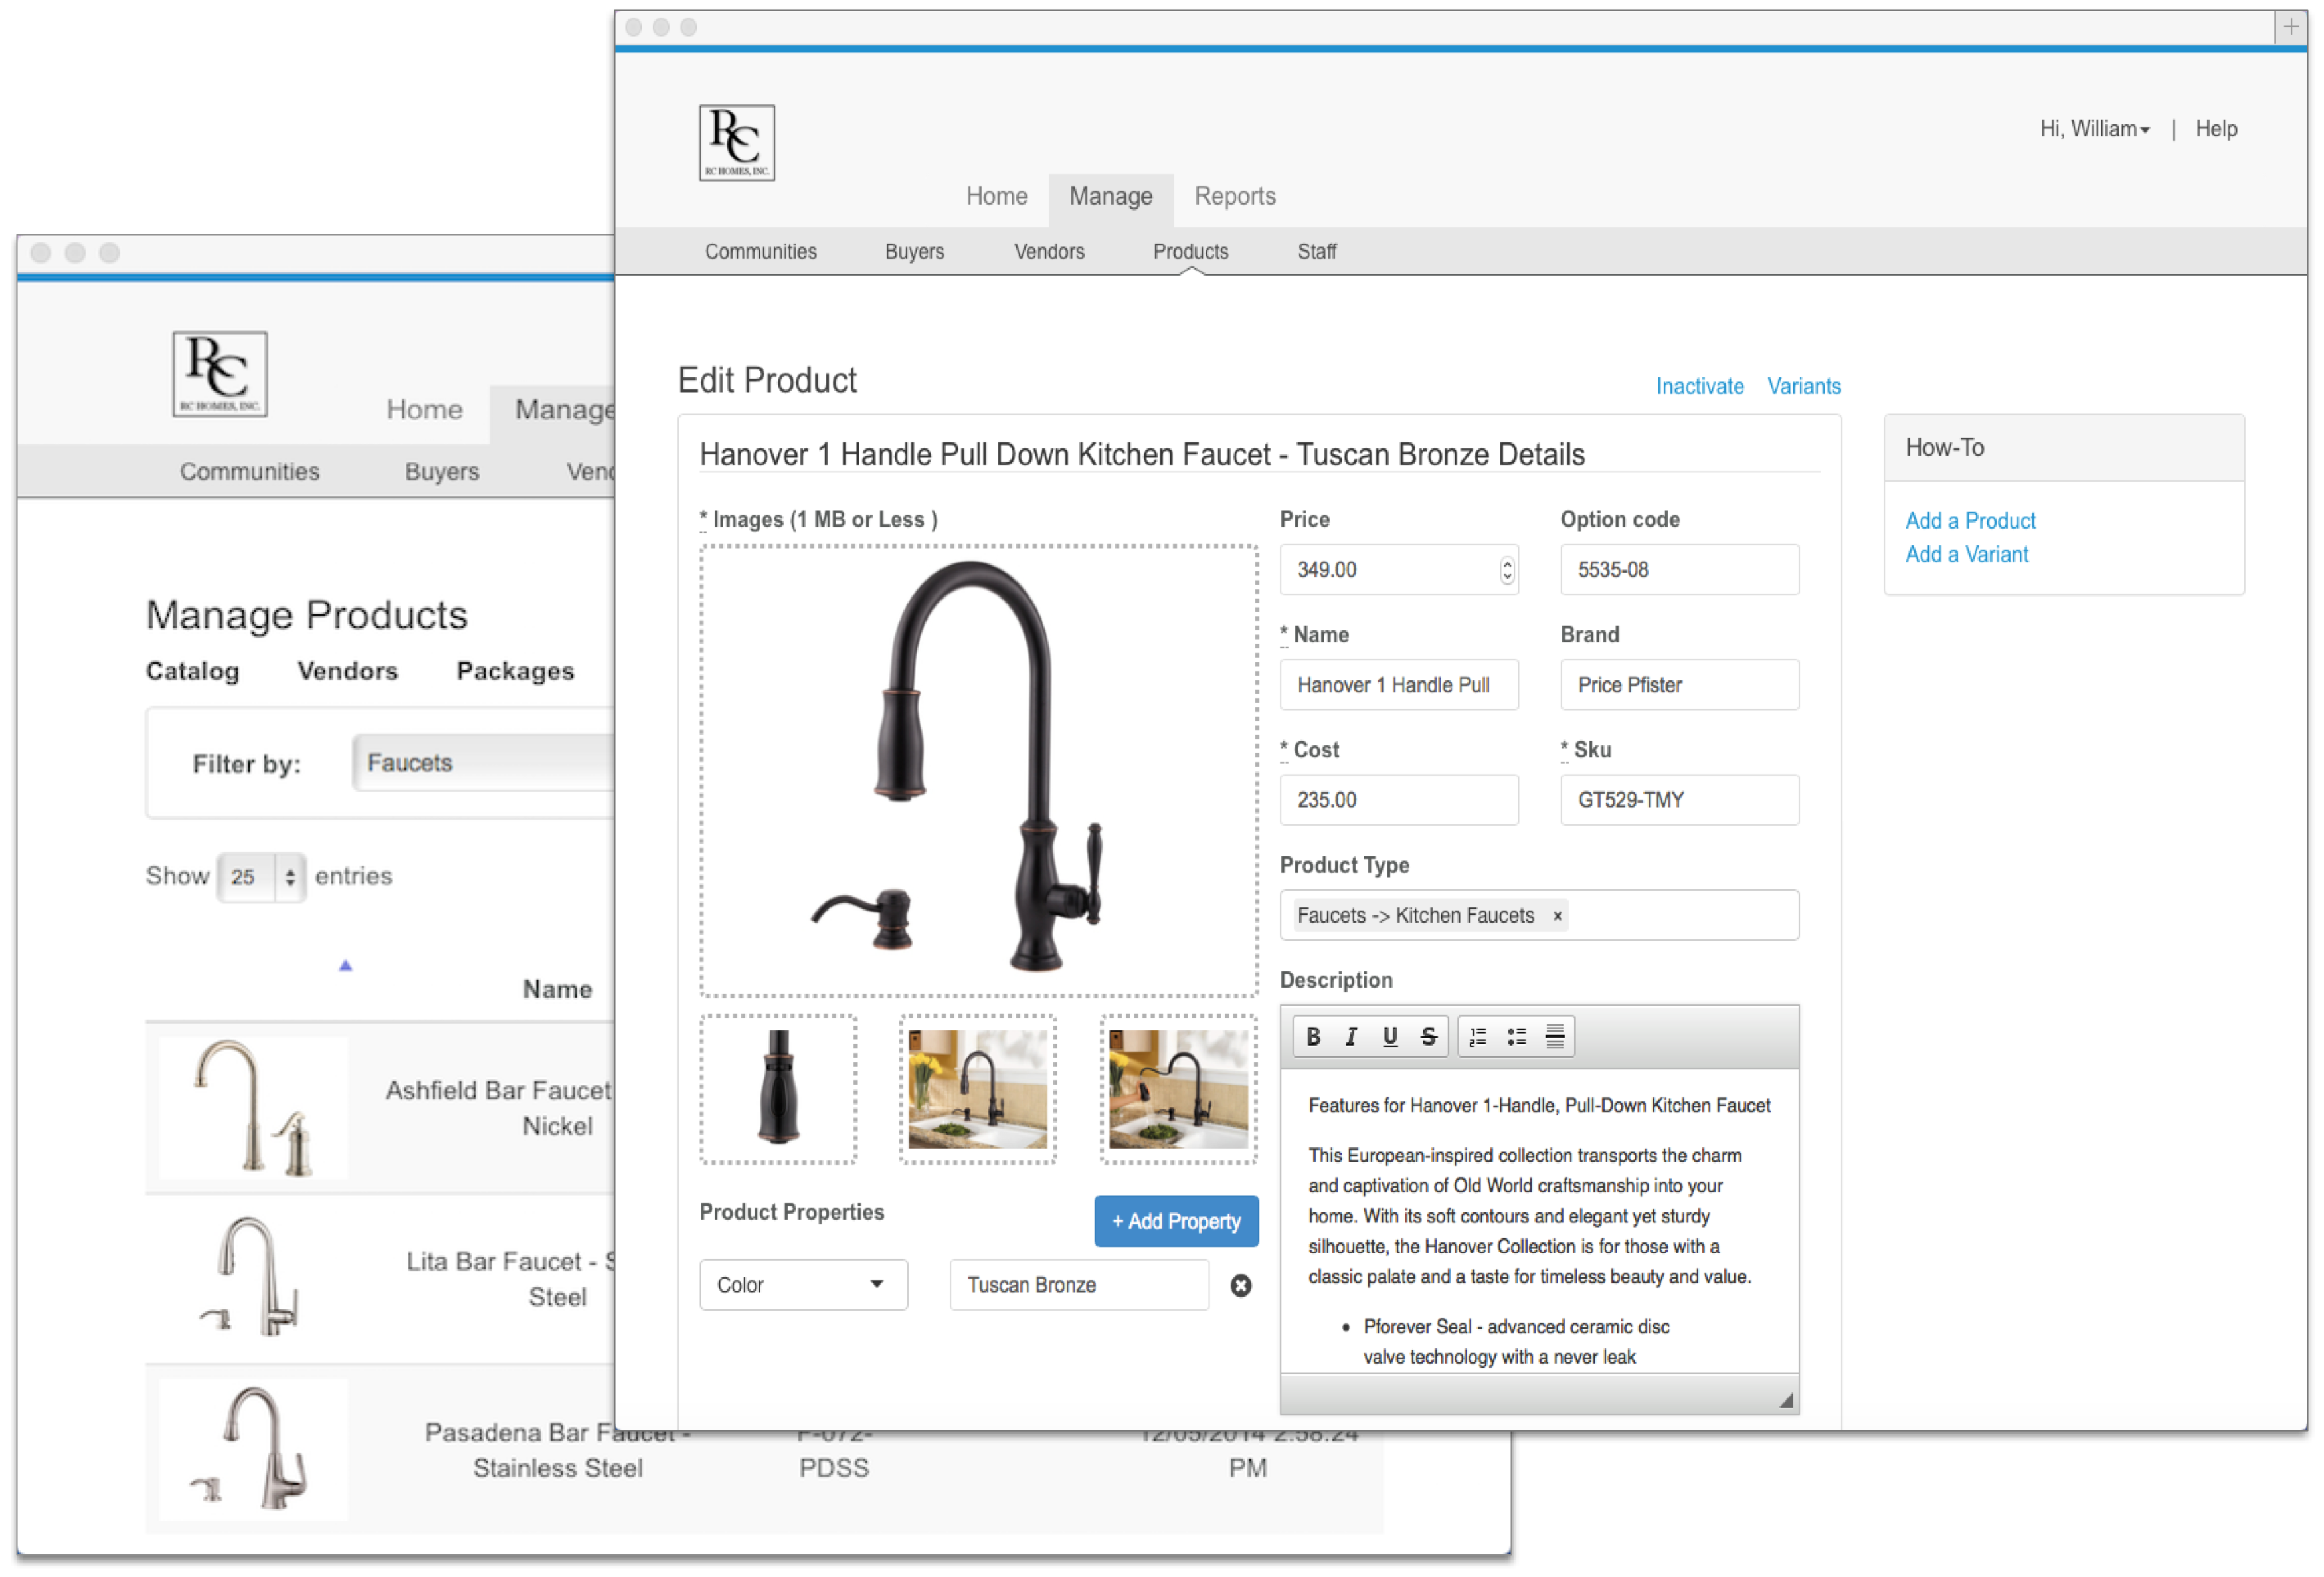 RC
RC HOMES, INC.
Hi, William
|
Help
Home
Manage
Reports
Communities
Buyers
Vendors
Products
Staff
Edit Product
Inactivate
Variants
Hanover 1 Handle Pull Down Kitchen Faucet - Tuscan Bronze Details
* Images (1 MB or Less )
Price
349.00
Option code
5535-08
* Name
Hanover 1 Handle Pull
Brand
Price Pfister
* Cost
235.00
* Sku
GT529-TMY
Product Type
Faucets -> Kitchen Faucets ×
Description
B I U S
Features for Hanover 1-Handle, Pull-Down Kitchen Faucet
This European-inspired collection transports the charm
and captivation of Old World craftsmanship into your
home. With its soft contours and elegant yet sturdy
silhouette, the Hanover Collection is for those with a
classic palate and a taste for timeless beauty and value.
• Pforever Seal - advanced ceramic disc
valve technology with a never leak
Product Properties
+ Add Property
Color
Tuscan Bronze
How-To
Add a Product
Add a Variant
RC
RC HOMES, INC.
Home
Manage
Communities
Buyers
Manage Products
Catalog
Vendors
Packages
Filter by:
Faucets
Show 25 entries
Name
Ashfield Bar Faucet
Nickel
Lita Bar Faucet -
Steel
Pasadena Bar Faucet -
Stainless Steel
F-072-
PDSS
12/05/2014 2:58:24
PM